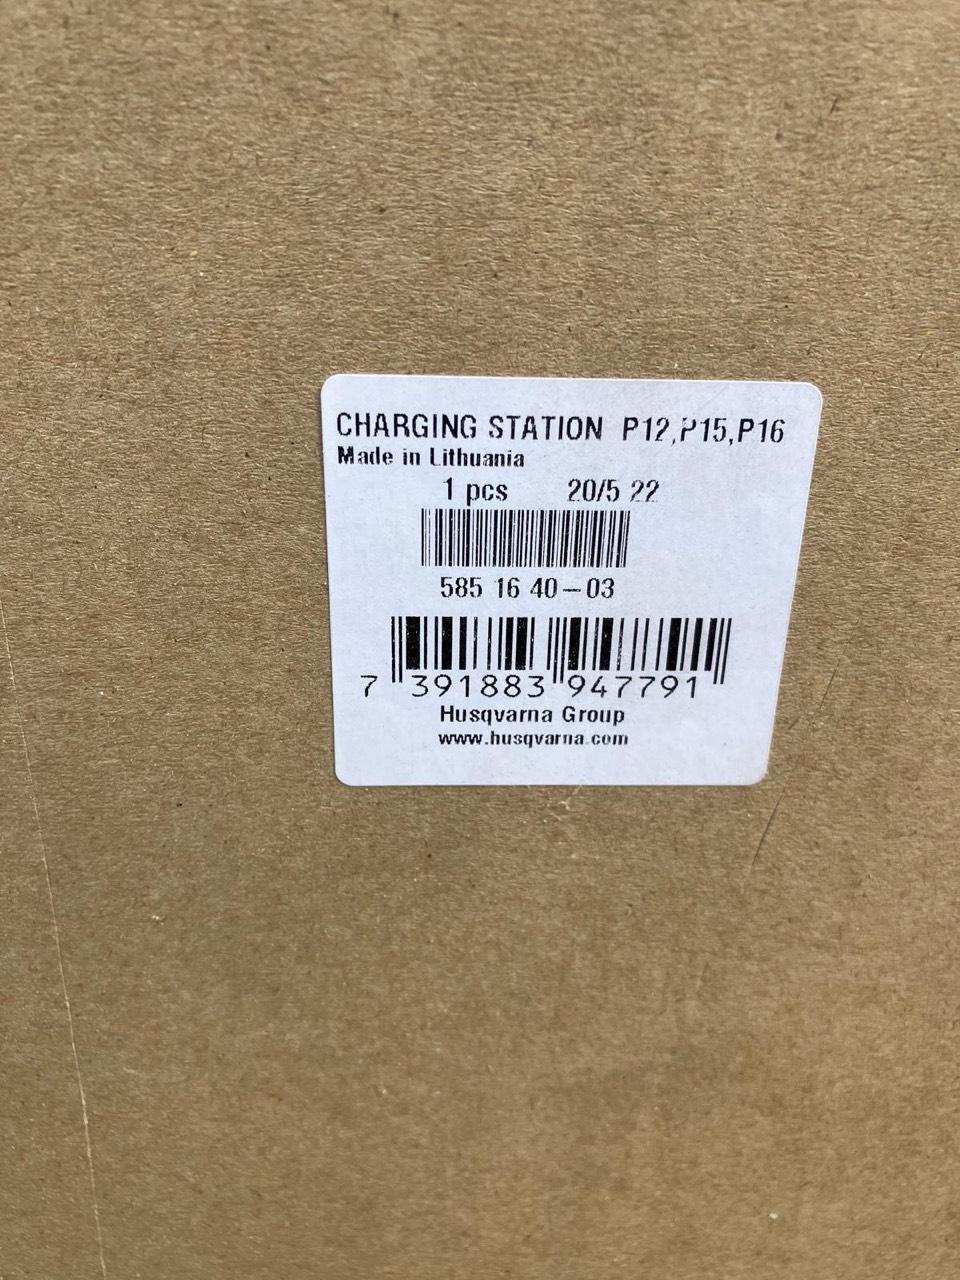 CHARGING STATION P12,P15,P16
Made in Lithuania
1 pcs 20/5 22
585 16 40-03
7 391883 947791
Husqvarna Group
www.husqvarna.com